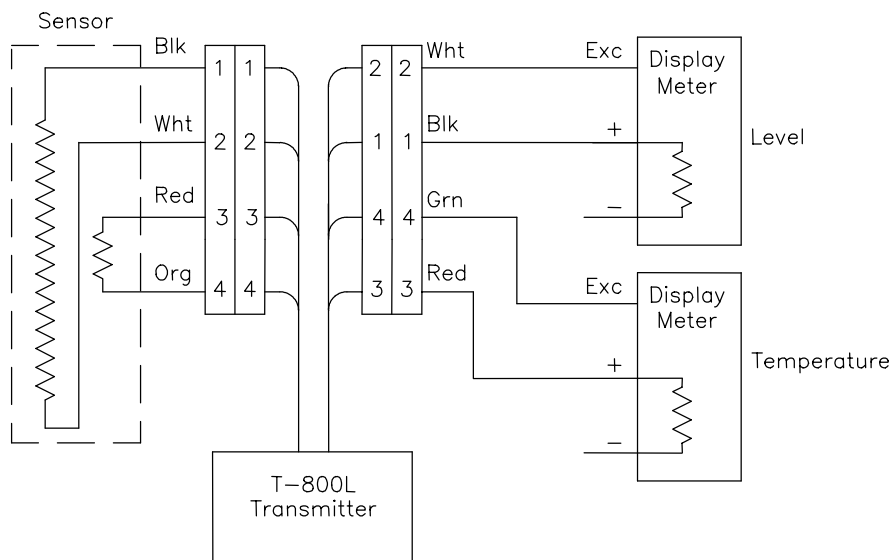 Sensor
Blk
1 1
Wht
2 2
Red
3 3
Org
4 4
2 2
Wht
1 1
Blk
4 4
Grn
3 3
Red
Exc
+
−
Display
Meter
Level
Exc
+
−
Display
Meter
Temperature
T−800L
Transmitter